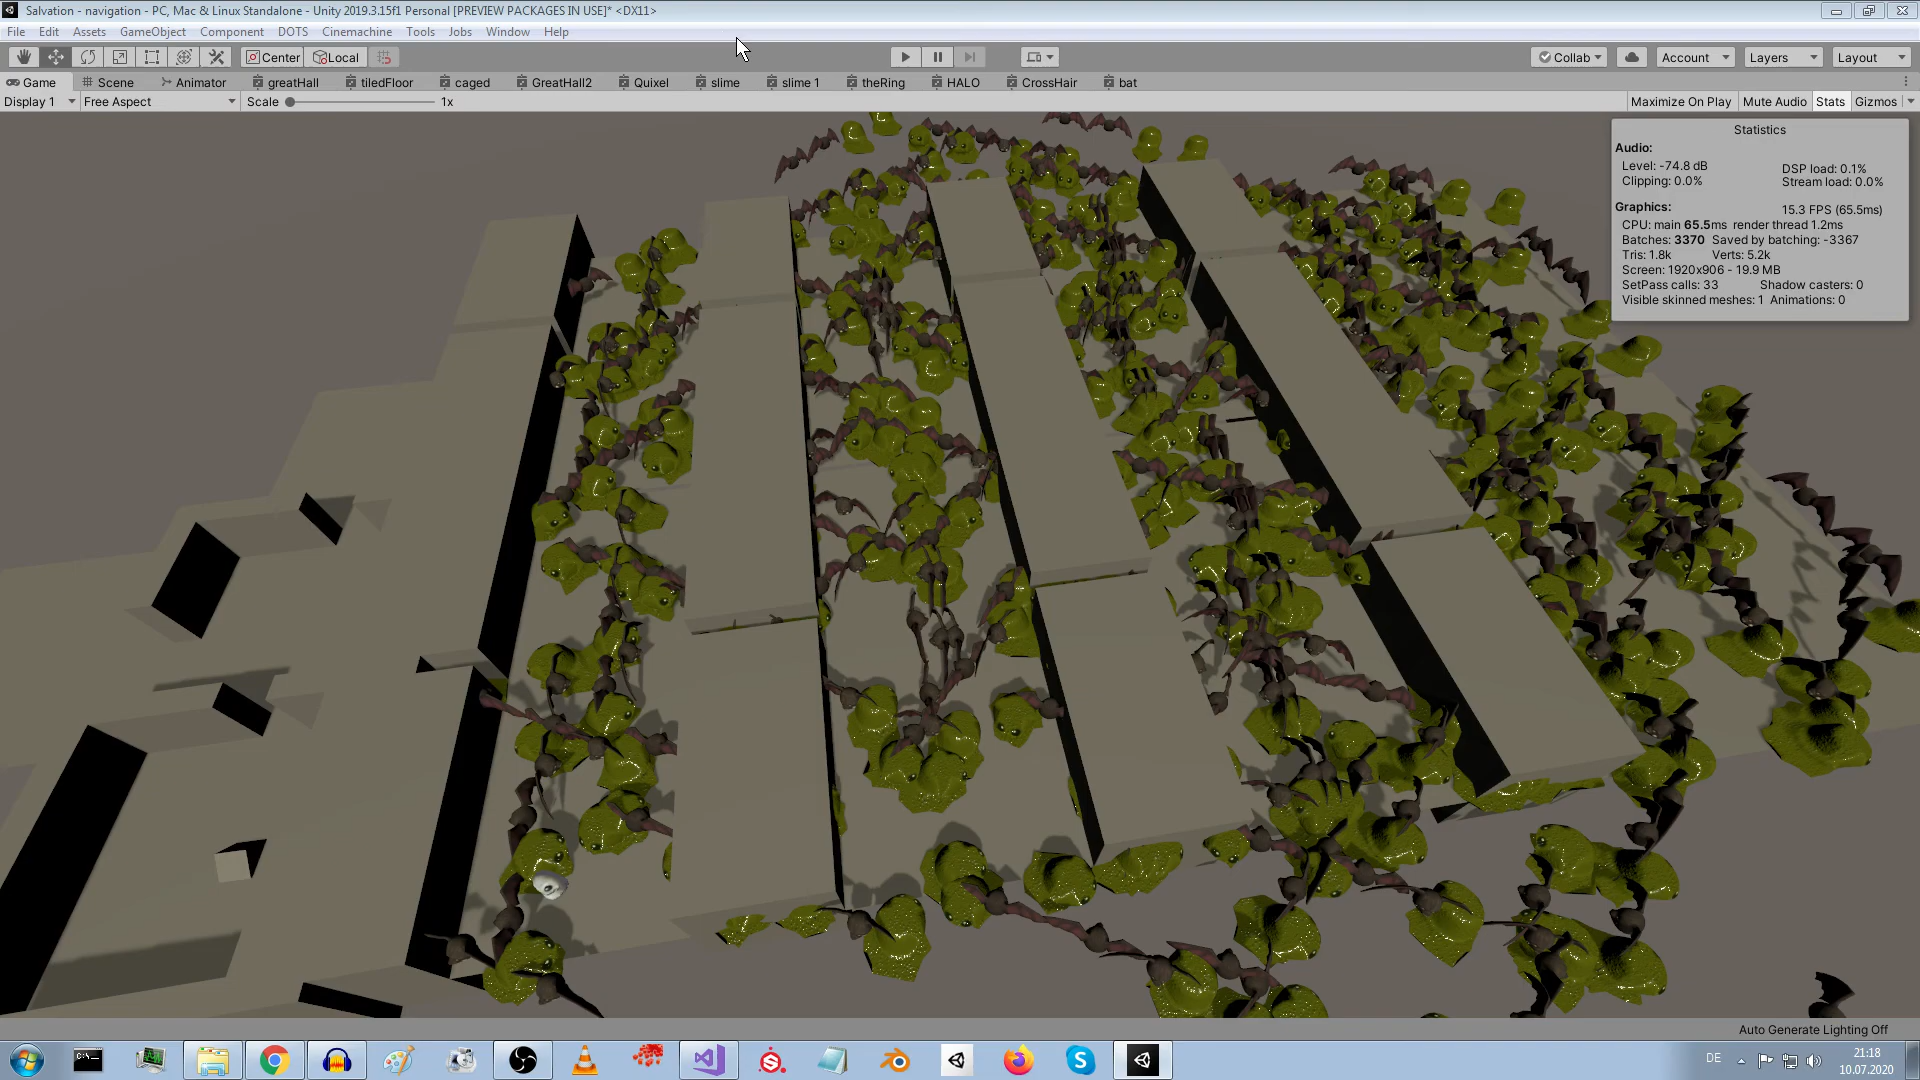 Salvation - navigation - PC, Mac & Linux Standalone - Unity 2019.3.15f1 Personal [PREVIEW PACKAGES IN USE]* <DX11>
File Edit Assets GameObject Component DOTS Cinemachine Tools Jobs Window Help
Center Local Collab Account Layers Layout
Game Scene Animator greatHall tiledFloor caged GreatHall2 Quixel slime slime 1 theRing HALO CrossHair bat
Display 1 Free Aspect Scale 1x Maximize On Play Mute Audio Stats Gizmos
Statistics
Audio:
Level: -74.8 dB DSP load: 0.1%
Clipping: 0.0% Stream load: 0.0%
Graphics: 15.3 FPS (65.5ms)
CPU: main 65.5ms render thread 1.2ms
Batches: 3370 Saved by batching: -3367
Tris: 1.8k Verts: 5.2k
Screen: 1920x906 - 19.9 MB
SetPass calls: 33 Shadow casters: 0
Visible skinned meshes: 1 Animations: 0
Auto Generate Lighting Off
DE 21:18
10.07.2020